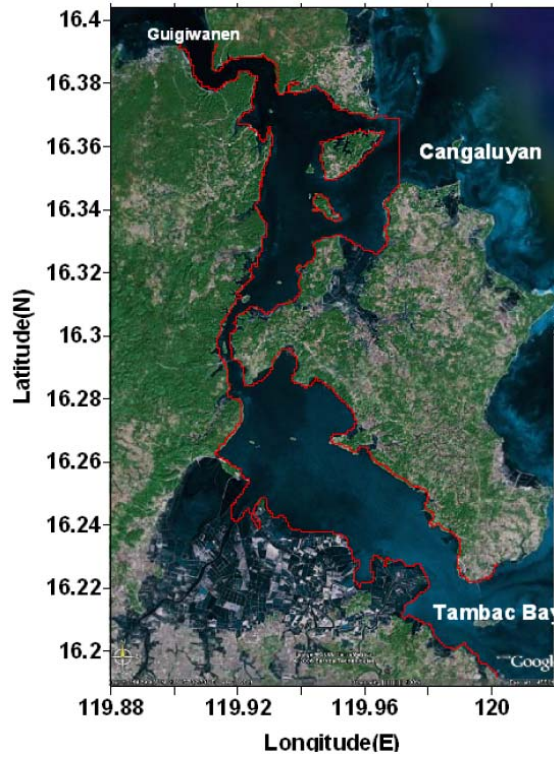 16.4
Guigiwanen
16.38
16.36
Cangaluyan
16.34
16.32
16.3
Latitude(N)
16.28
16.26
16.24
16.22
Tambac Bay
16.2
Google
119.88
119.92
119.96
120
Longitude(E)